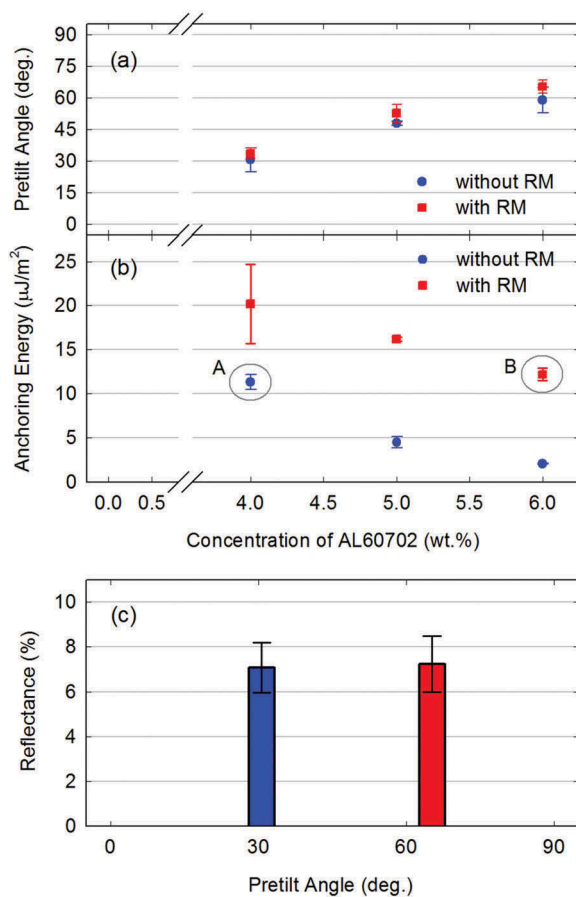 90
75
60
45
30
15
0
Pretilt Angle (deg.)
(a)
without RM
with RM
25
20
15
10
5
0
Anchoring Energy (μJ/m²)
(b)
without RM
with RM
A
B
0.0 0.5 4.0 4.5 5.0 5.5 6.0
Concentration of AL60702 (wt.%)
10
8
6
4
2
0
Reflectance (%)
(c)
0 30 60 90
Pretilt Angle (deg.)